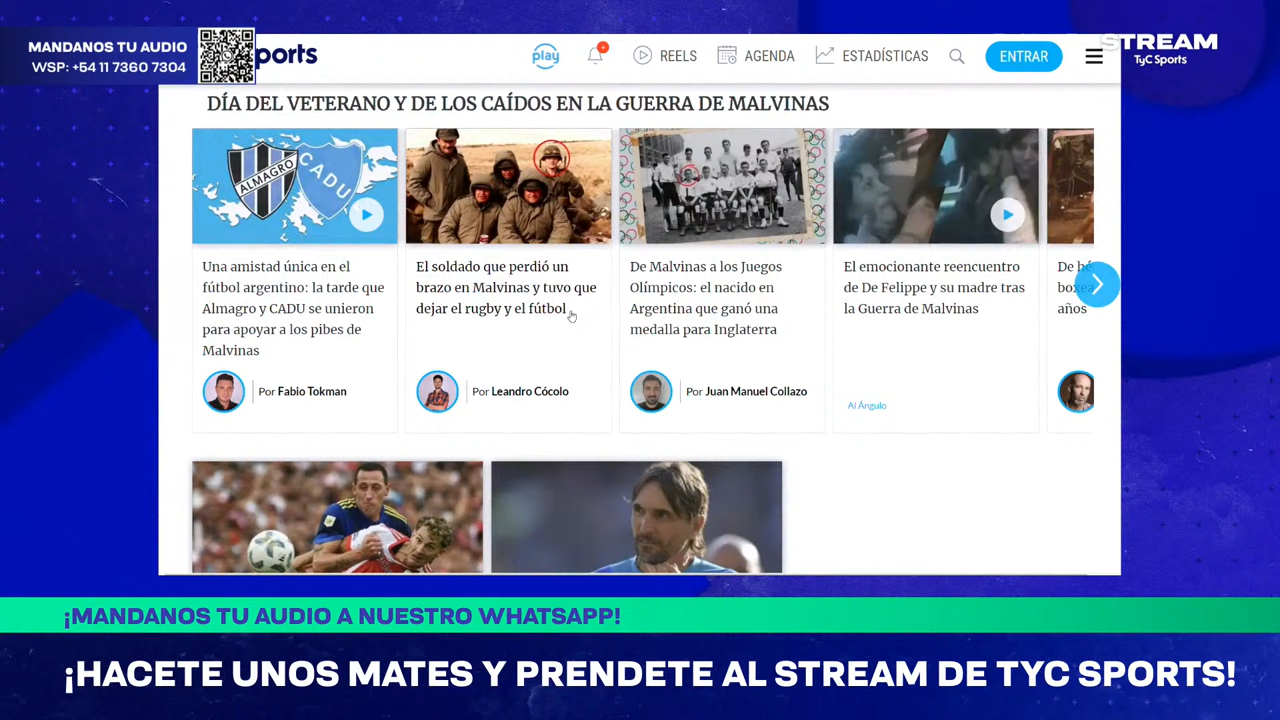 MANDANOS TU AUDIO
WSP: +54 11 7360 7304
ports
play
REELS
AGENDA
ESTADÍSTICAS
ENTRAR
STREAM
TyC Sports
DÍA DEL VETERANO Y DE LOS CAÍDOS EN LA GUERRA DE MALVINAS
ALMAGRO
CADU
Una amistad única en el
fútbol argentino: la tarde que
Almagro y CADU se unieron
para apoyar a los pibes de
Malvinas
Por Fabio Tokman
El soldado que perdió un
brazo en Malvinas y tuvo que
dejar el rugby y el fútbol
Por Leandro Cócolo
De Malvinas a los Juegos
Olímpicos: el nacido en
Argentina que ganó una
medalla para Inglaterra
Por Juan Manuel Collazo
El emocionante reencuentro
de De Felippe y su madre tras
la Guerra de Malvinas
Al Ángulo
De hé
boxea
años
¡MANDANOS TU AUDIO A NUESTRO WHATSAPP!
¡HACETE UNOS MATES Y PRENDETE AL STREAM DE TYC SPORTS!